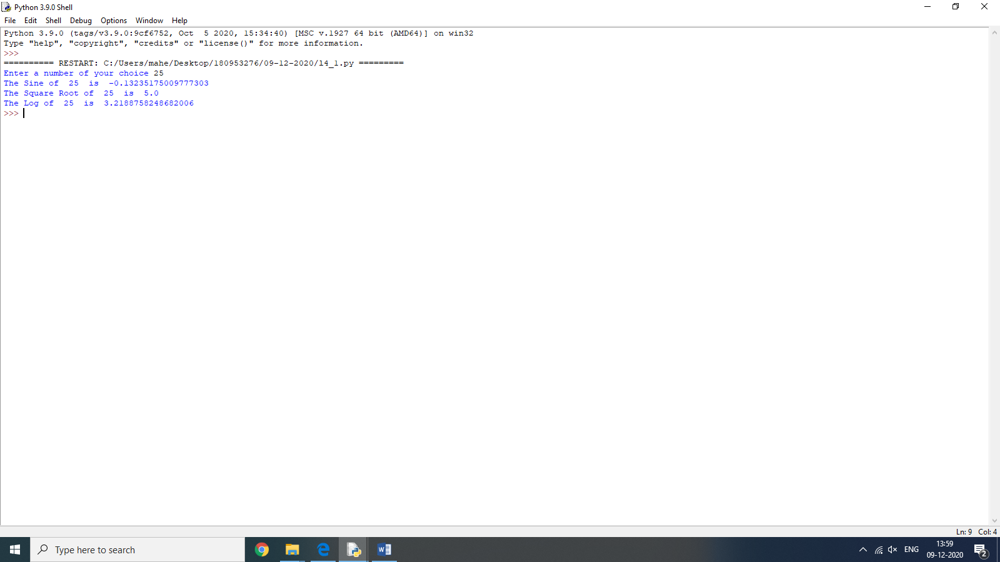 Python 3.9.0 Shell
File Edit Shell Debug Options Window Help
Python 3.9.0 (tags/v3.9.0:9cf6752, Oct  5 2020, 15:34:40) [MSC v.1927 64 bit (AMD64)] on win32
Type "help", "copyright", "credits" or "license()" for more information.
>>>
========== RESTART: C:/Users/mahe/Desktop/180953276/09-12-2020/l4_1.py =========
Enter a number of your choice 25
The Sine of  25  is  -0.13235175009777303
The Square Root of  25  is  5.0
The Log of  25  is  3.2188758248682006
>>>
Ln: 9 Col: 4
Type here to search
ENG
13:59
09-12-2020
2